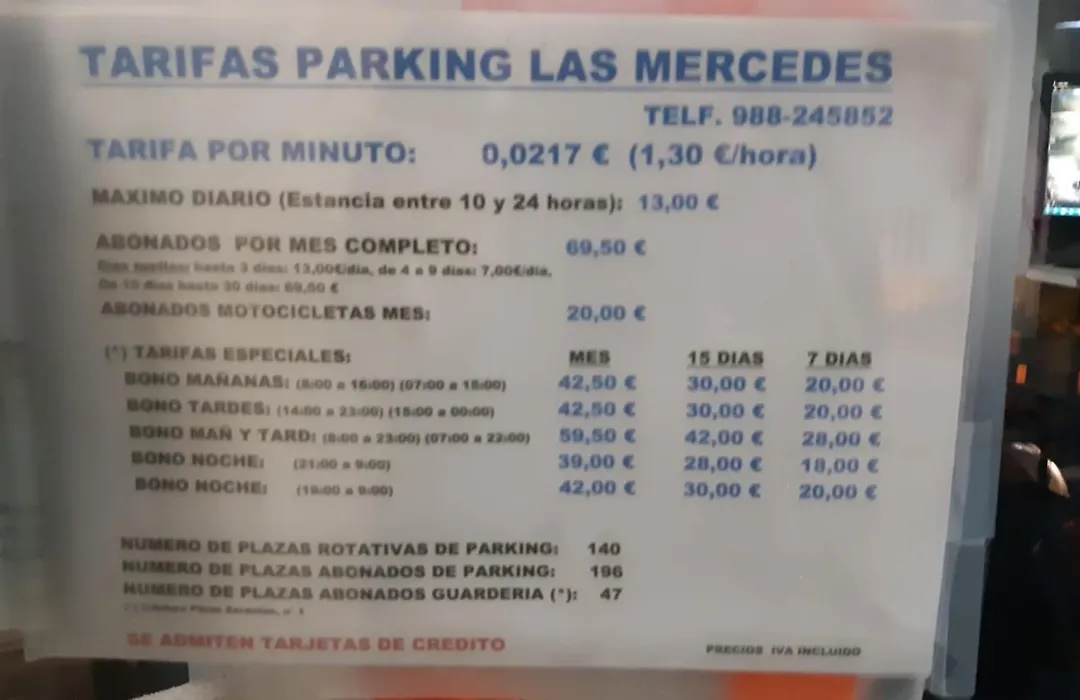 TARIFAS PARKING LAS MERCEDES
TELF. 988-245852
TARIFA POR MINUTO: 0,0217 € (1,30 €/hora)
MAXIMO DIARIO (Estancia entre 10 y 24 horas): 13,00 €
ABONADOS POR MES COMPLETO: 69,50 €
Dias sueltos: hasta 3 dias: 13,00€/dia, de 4 a 9 dias: 7,00€/dia,
De 10 dias hasta 30 dias: 69,50 €
ABONADOS MOTOCICLETAS MES: 20,00 €
(*) TARIFAS ESPECIALES: MES 15 DIAS 7 DIAS
BONO MAÑANAS: (8:00 a 16:00) (07:00 a 15:00) 42,50 € 30,00 € 20,00 €
BONO TARDES: (14:00 a 23:00) (15:00 a 00:00) 42,50 € 30,00 € 20,00 €
BONO MAÑ Y TARD: (8:00 a 23:00) (07:00 a 22:00) 59,50 € 42,00 € 28,00 €
BONO NOCHE: (21:00 a 9:00) 39,00 € 28,00 € 18,00 €
BONO NOCHE: (19:00 a 9:00) 42,00 € 30,00 € 20,00 €
NUMERO DE PLAZAS ROTATIVAS DE PARKING: 140
NUMERO DE PLAZAS ABONADOS DE PARKING: 196
NUMERO DE PLAZAS ABONADOS GUARDERIA (*): 47
SE ADMITEN TARJETAS DE CREDITO
PRECIOS IVA INCLUIDO